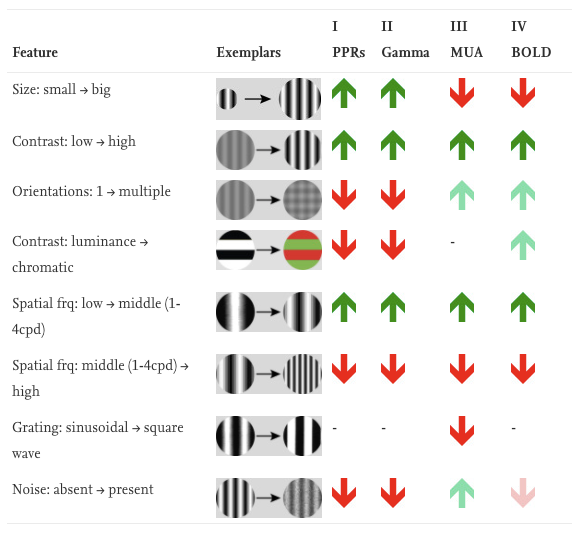 I II III IV
Feature Exemplars PPRs Gamma MUA BOLD
Size: small → big
Contrast: low → high
Orientations: 1 → multiple
Contrast: luminance → -
chromatic
Spatial frq: low → middle (1-
4cpd)
Spatial frq: middle (1-4cpd) →
high
Grating: sinusoidal → square - - -
wave
Noise: absent → present